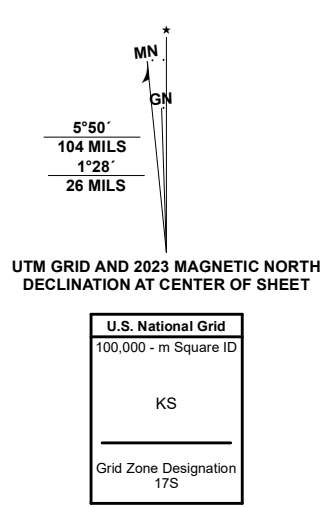 MN
GN
5°50´
104 MILS
1°28´
26 MILS
UTM GRID AND 2023 MAGNETIC NORTH
DECLINATION AT CENTER OF SHEET
U.S. National Grid
100,000 - m Square ID
KS
Grid Zone Designation
17S